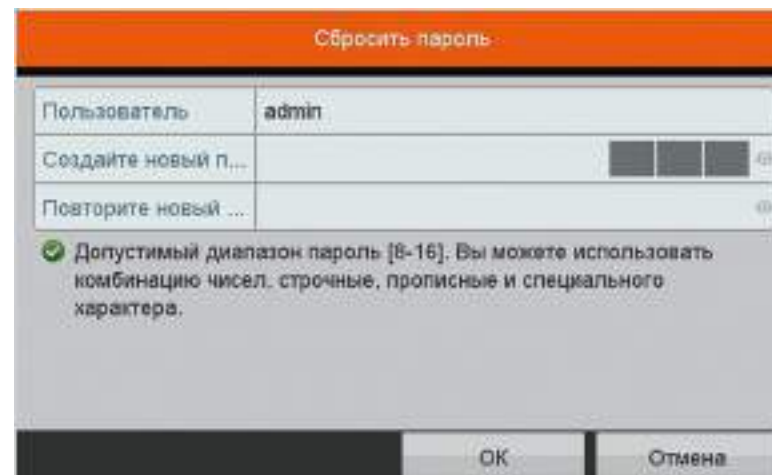 Сбросить пароль
Пользователь admin
Создайте новый п...
Повторите новый ...
Допустимый диапазон пароль [8-16]. Вы можете использовать
комбинацию чисел, строчные, прописные и специального
характера.
OK Отмена